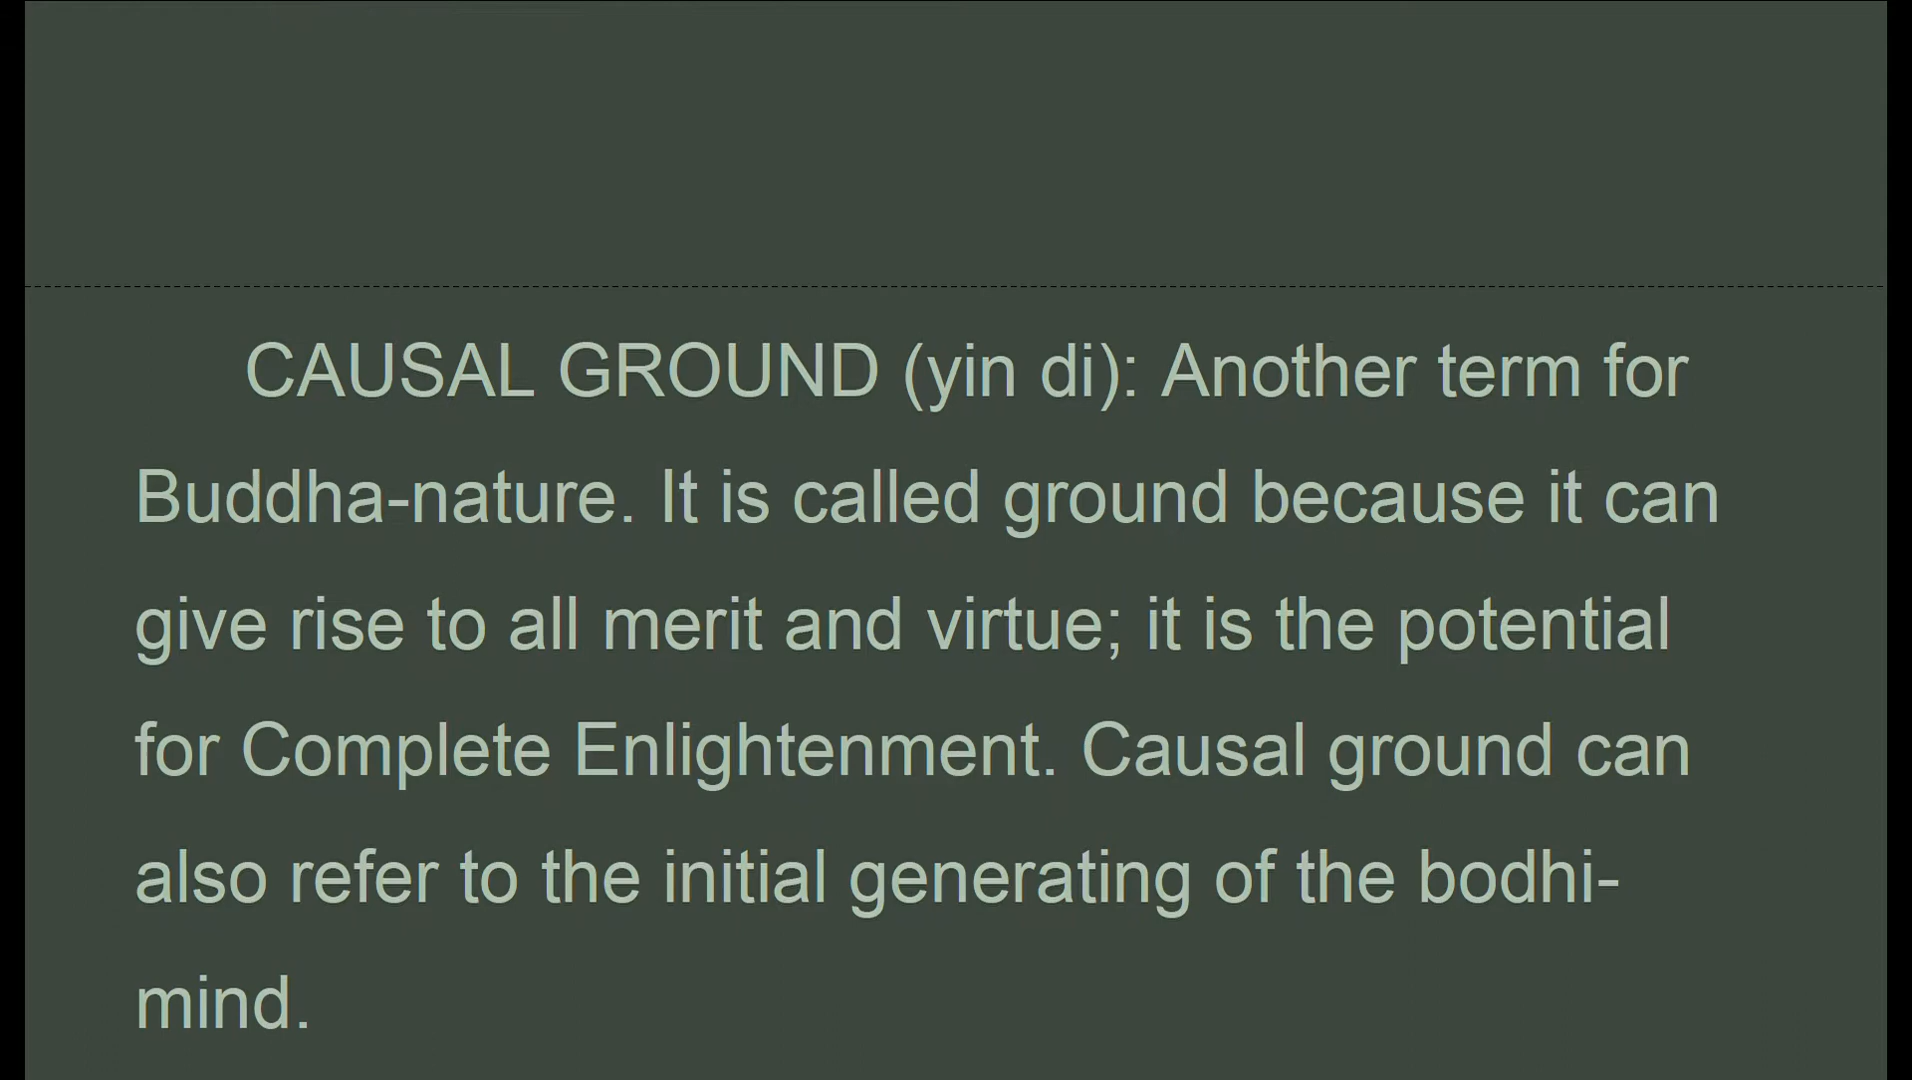 CAUSAL GROUND (yin di): Another term for
Buddha-nature. It is called ground because it can
give rise to all merit and virtue; it is the potential
for Complete Enlightenment. Causal ground can
also refer to the initial generating of the bodhi-
mind.